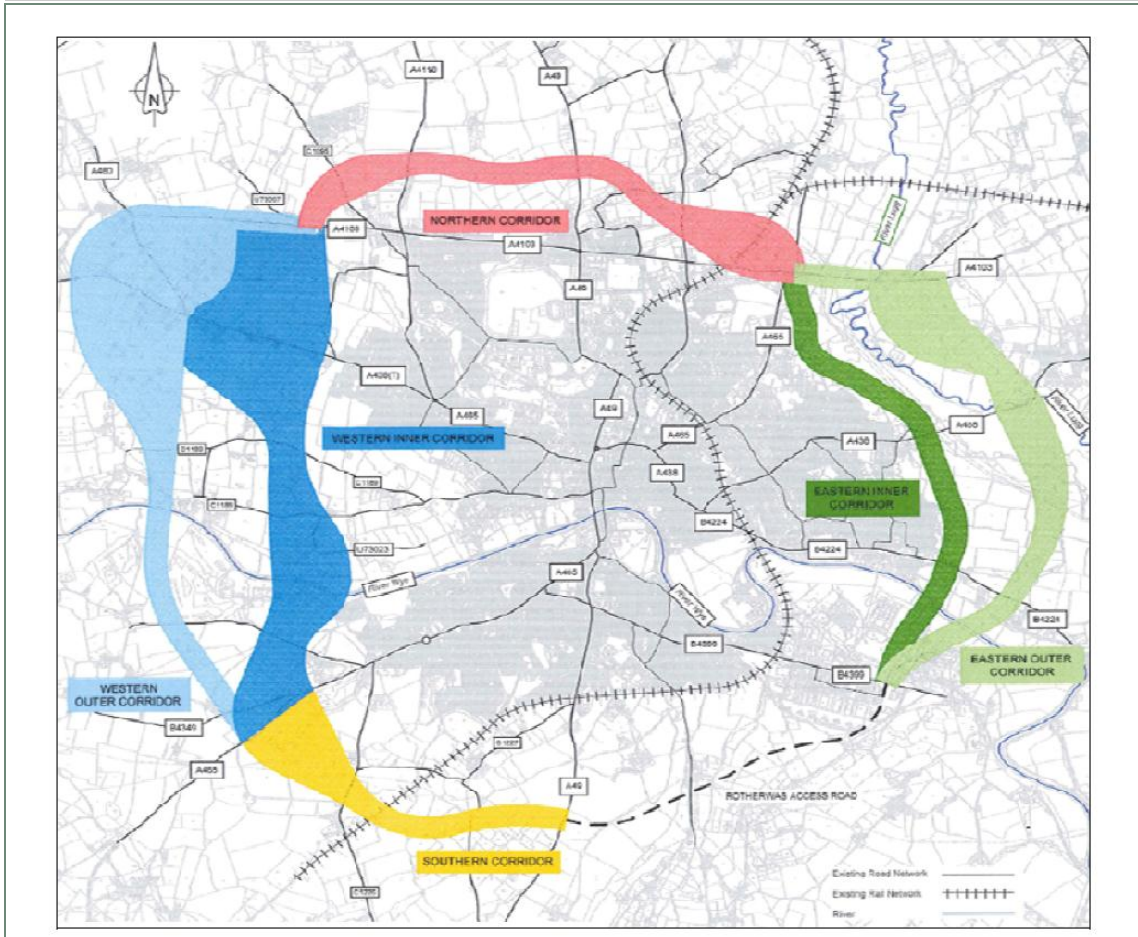 A4110
A49
N
C1095
A4103
NORTHERN CORRIDOR
A4103
River Lugg
A4103
A49
A465
A438(T)
A49
A465
A438
WESTERN INNER CORRIDOR
A465
A438
River Lugg
C1189
EASTERN INNER
CORRIDOR
B4224
B4224
U73023
River Wye
A465
River Wye
B4224
B4399
EASTERN OUTER
CORRIDOR
WESTERN
OUTER CORRIDOR
B4349
A465
A49
ROTHERWAS ACCESS ROAD
SOUTHERN CORRIDOR
Existing Road Network
Existing Rail Network
River